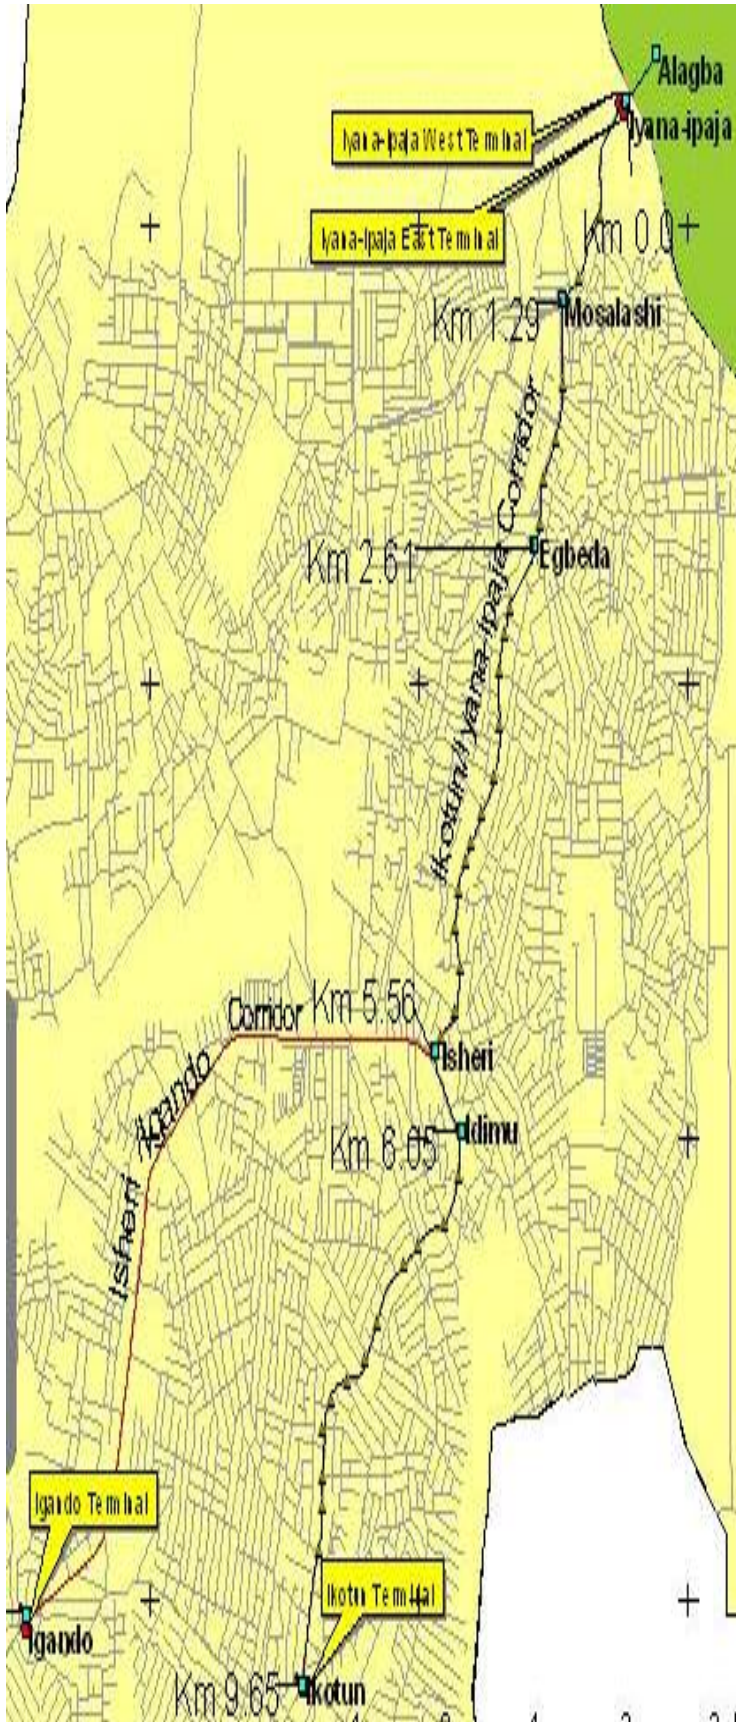 Alagba
Iyana-ipaja
Iyana-Ipaja West Terminal
Iyana-Ipaja East Terminal
Km 0.0
Km 1.29
Mosalashi
Ikotun/Iyana-ipaja Corridor
Km 2.61
Egbeda
Km 5.56
Isheri
Isheri Igando Corridor
Km 6.05
Idimu
Igando Terminal
Igando
Ikotun Terminal
Km 9.65
Ikotun